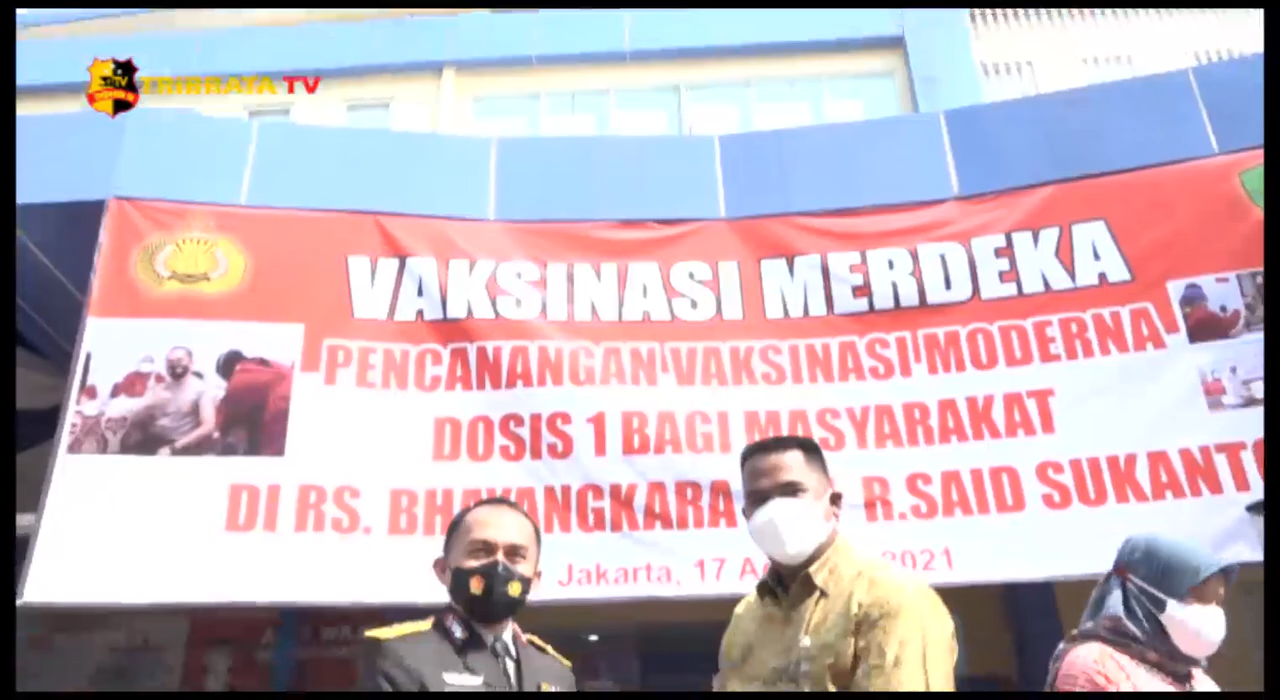 TRIBRATA TV
VAKSINASI MERDEKA
PENCANANGAN VAKSINASI MODERNA
DOSIS 1 BAGI MASYARAKAT
DI RS. BHAYANGKARA R.SAID SUKANTO
Jakarta, 17 2021